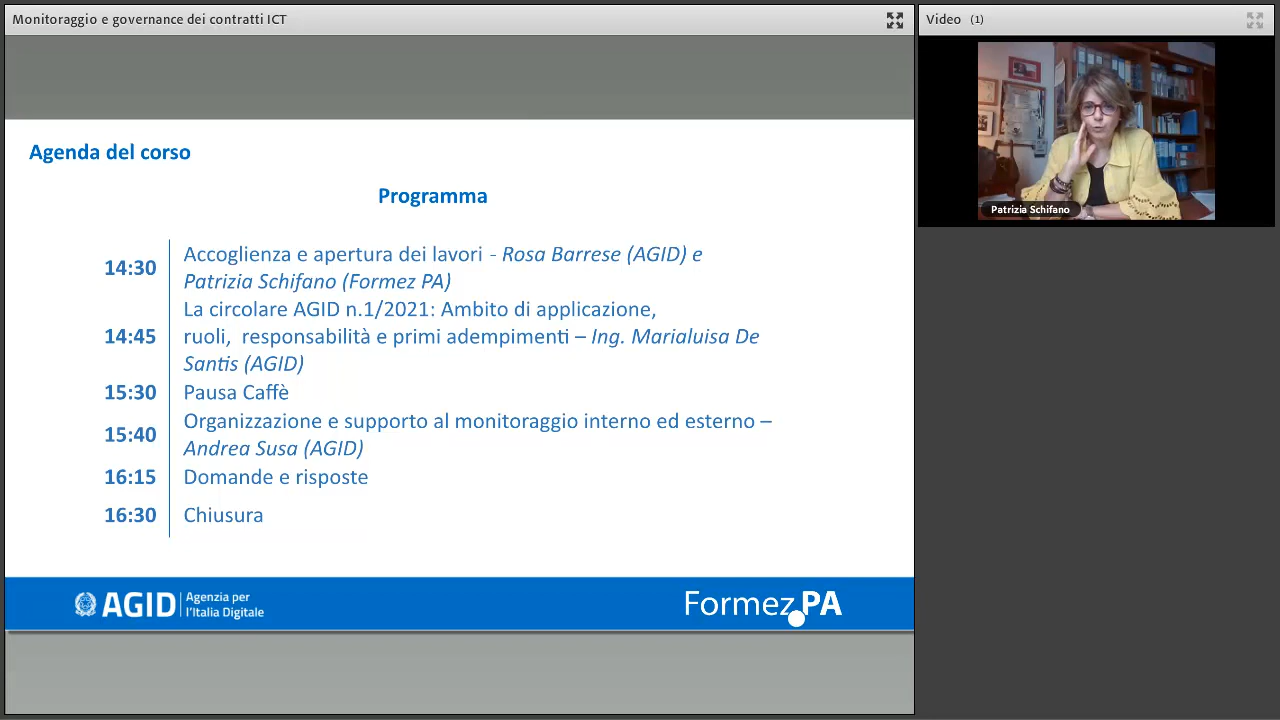 Monitoraggio e governance dei contratti ICT
Video (1)
Patrizia Schifano
Agenda del corso
Programma
14:30
Accoglienza e apertura dei lavori - Rosa Barrese (AGID) e
Patrizia Schifano (Formez PA)
14:45
La circolare AGID n.1/2021: Ambito di applicazione,
ruoli, responsabilità e primi adempimenti – Ing. Marialuisa De
Santis (AGID)
15:30
Pausa Caffè
15:40
Organizzazione e supporto al monitoraggio interno ed esterno –
Andrea Susa (AGID)
16:15
Domande e risposte
16:30
Chiusura
AGID
Agenzia per
l'Italia Digitale
Formez PA